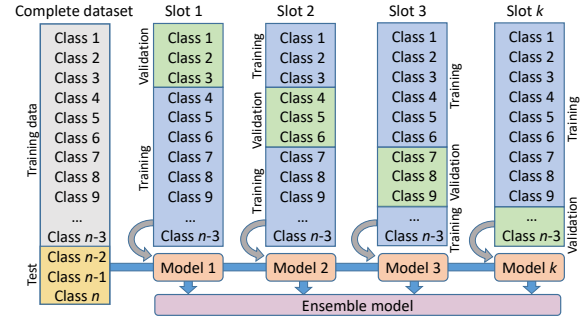 Complete dataset
Slot 1
Slot 2
Slot 3
Slot k
Training data
Class 1
Class 2
Class 3
Class 4
Class 5
Class 6
Class 7
Class 8
Class 9
...
Class n-3
Test
Class n-2
Class n-1
Class n
Validation
Class 1
Class 2
Class 3
Training
Class 4
Class 5
Class 6
Class 7
Class 8
Class 9
...
Class n-3
Training
Class 1
Class 2
Class 3
Validation
Class 4
Class 5
Class 6
Training
Class 7
Class 8
Class 9
...
Class n-3
Class 1
Class 2
Class 3
Class 4
Class 5
Class 6
Training
Class 7
Class 8
Class 9
Validation
...
Class n-3
Training
Class 1
Class 2
Class 3
Class 4
Class 5
Class 6
Class 7
Class 8
Class 9
Training
...
Class n-3
Validation
Model 1
Model 2
Model 3
Model k
Ensemble model